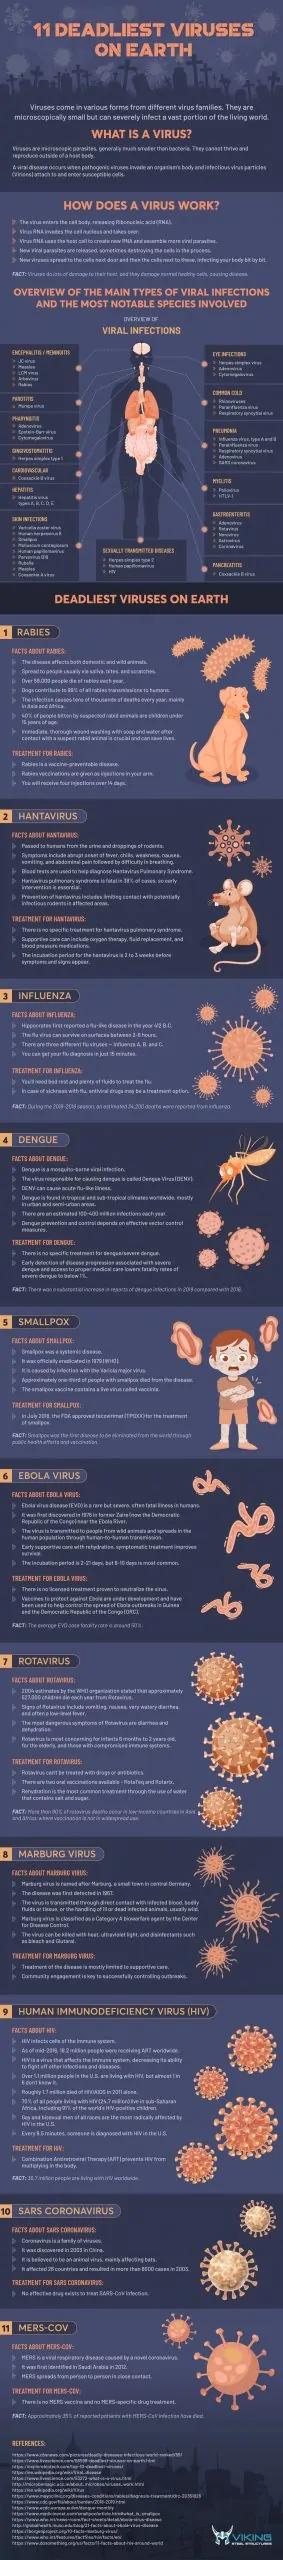 11 DEADLIEST VIRUSES
ON EARTH
Viruses come in various forms from different virus families. They are
microscopically small but can severely infect a vast portion of the living world.
WHAT IS A VIRUS?
Viruses are microscopic parasites, generally much smaller than bacteria. They cannot thrive and
reproduce outside of a host body.
A viral disease occurs when pathogenic viruses invade an organism's body and infectious virus particles
(Virions) attach to and enter susceptible cells.
HOW DOES A VIRUS WORK?
The virus enters the cell body, releasing Ribonucleic acid (RNA).
Virus RNA invades the cell nucleus and takes over.
Virus RNA uses the host cell to create new RNA and assemble more viral parasites.
New viral parasites are released, sometimes destroying the cells in the process.
New viruses spread to the cells next door and then the cells next to these, infecting your body bit by bit.
FACT: Viruses do lots of damage to their host, and they damage normal healthy cells, causing disease.
OVERVIEW OF THE MAIN TYPES OF VIRAL INFECTIONS
AND THE MOST NOTABLE SPECIES INVOLVED
OVERVIEW OF
VIRAL INFECTIONS
ENCEPHALITIS / MENINGITIS
JC virus
Measles
LCM virus
Arbovirus
Rabies
PAROTITIS
Mumps virus
PHARYNGITIS
Adenovirus
Epstein-Barr virus
Cytomegalovirus
GINGIVOSTOMATITIS
Herpes simplex type 1
CARDIOVASCULAR
Coxsackie B virus
HEPATITIS
Hepatitis virus
types A, B, C, D, E
SKIN INFECTIONS
Varicella zoster virus
Human herpesvirus 6
Smallpox
Molluscum contagiosum
Human papillomavirus
Parvovirus B19
Rubella
Measles
Coxsackie A virus
SEXUALLY TRANSMITTED DISEASES
Herpes simplex type 2
Human papillomavirus
HIV
EYE INFECTIONS
Herpes simplex virus
Adenovirus
Cytomegalovirus
COMMON COLD
Rhinoviruses
Parainfluenza virus
Respiratory syncytial virus
PNEUMONIA
Influenza virus, type A and B
Parainfluenza virus
Respiratory syncytial virus
Adenovirus
SARS coronavirus
MYELITIS
Poliovirus
HTLV-1
GASTROENTERITIS
Adenovirus
Rotavirus
Norovirus
Astrovirus
Coronavirus
PANCREATITIS
Coxsackie B virus
DEADLIEST VIRUSES ON EARTH
1 RABIES
FACTS ABOUT RABIES:
The disease affects both domestic and wild animals.
Spread to people usually via saliva, bites, and scratches.
Over 59,000 people die of rabies each year.
Dogs contribute to 99% of all rabies transmissions to humans.
The infection causes tens of thousands of deaths every year, mainly
in Asia and Africa.
40% of people bitten by suspected rabid animals are children under
15 years of age.
Immediate, thorough wound washing with soap and water after
contact with a suspect rabid animal is crucial and can save lives.
TREATMENT FOR RABIES:
Rabies is a vaccine-preventable disease.
Rabies vaccinations are given as injections in your arm.
You will receive four injections over 14 days.
2 HANTAVIRUS
FACTS ABOUT HANTAVIRUS:
Passed to humans from the urine and droppings of rodents.
Symptoms include abrupt onset of fever, chills, weakness, nausea,
vomiting, and abdominal pain followed by difficulty in breathing.
Blood tests are used to help diagnose Hantavirus Pulmonary Syndrome.
Hantavirus pulmonary syndrome is fatal in 38% of cases, so early
intervention is essential.
Prevention of hantavirus includes limiting contact with potentially
infectious rodents in affected areas.
TREATMENT FOR HANTAVIRUS:
There is no specific treatment for hantavirus pulmonary syndrome.
Supportive care can include oxygen therapy, fluid replacement, and
blood pressure medications.
The incubation period for the hantavirus is 2 to 3 weeks before
symptoms and signs appear.
3 INFLUENZA
FACTS ABOUT INFLUENZA:
Hippocrates first reported a flu-like disease in the year 412 B.C.
The flu virus can survive on surfaces between 2-8 hours.
There are three different flu viruses – Influenza A, B, and C.
You can get your flu diagnosis in just 15 minutes.
TREATMENT FOR INFLUENZA:
You'll need bed rest and plenty of fluids to treat the flu.
In case of sickness with flu, antiviral drugs may be a treatment option.
FACT: During the 2018-2019 season, an estimated 34,200 deaths were reported from influenza.
4 DENGUE
FACTS ABOUT DENGUE:
Dengue is a mosquito-borne viral infection.
The virus responsible for causing dengue is called Dengue Virus (DENV).
DENV can cause acute flu-like illness.
Dengue is found in tropical and sub-tropical climates worldwide, mostly
in urban and semi-urban areas.
There are an estimated 100-400 million infections each year.
Dengue prevention and control depends on effective vector control
measures.
TREATMENT FOR DENGUE:
There is no specific treatment for dengue/severe dengue.
Early detection of disease progression associated with severe
dengue and access to proper medical care lowers fatality rates of
severe dengue to below 1%.
FACT: There was a substantial increase in reports of dengue infections in 2019 compared with 2018.
5 SMALLPOX
FACTS ABOUT SMALLPOX:
Smallpox was a systemic disease.
It was officially eradicated in 1979 (WHO).
It is caused by infection with the Variola major virus.
Approximately one-third of people with smallpox died from the disease.
The smallpox vaccine contains a live virus called vaccinia.
TREATMENT FOR SMALLPOX:
In July 2018, the FDA approved tecovirimat (TPOXX) for the treatment
of smallpox.
FACT: Smallpox was the first disease to be eliminated from the world through
public health efforts and vaccination.
6 EBOLA VIRUS
FACTS ABOUT EBOLA VIRUS:
Ebola virus disease (EVD) is a rare but severe, often fatal illness in humans.
It was first discovered in 1976 in former Zaire (now the Democratic
Republic of the Congo) near the Ebola River.
The virus is transmitted to people from wild animals and spreads in the
human population through human-to-human transmission.
Early supportive care with rehydration, symptomatic treatment improves
survival.
The incubation period is 2-21 days, but 8-10 days is most common.
TREATMENT FOR EBOLA VIRUS:
There is no licensed treatment proven to neutralize the virus.
Vaccines to protect against Ebola are under development and have
been used to help control the spread of Ebola outbreaks in Guinea
and the Democratic Republic of the Congo (DRC).
FACT: The average EVD case fatality rate is around 50%.
7 ROTAVIRUS
FACTS ABOUT ROTAVIRUS:
2004 estimates by the WHO organisation stated that approximately
527,000 children die each year from Rotavirus.
Signs of Rotavirus include vomiting, nausea, very watery diarrhea,
and often a low-level fever.
The most dangerous symptoms of Rotavirus are diarrhea and
dehydration.
Rotavirus is most concerning for infants 6 months to 2 years old,
for the elderly, and those with compromised immune systems.
TREATMENT FOR ROTAVIRUS:
Rotavirus can't be treated with drugs or antibiotics.
There are two oral vaccinations available - RotaTeq and Rotarix.
Rehydration is the most common treatment through the use of water
that contains salt and sugar.
FACT: More than 90% of rotavirus deaths occur in low-income countries in Asia
and Africa, where vaccination is not in widespread use.
8 MARBURG VIRUS
FACTS ABOUT MARBURG VIRUS:
Marburg virus is named after Marburg, a small town in central Germany.
The disease was first detected in 1967.
The virus is transmitted through direct contact with infected blood, bodily
fluids or tissue, or the handling of ill or dead infected animals, usually wild.
Marburg virus is classified as a Category A biowarfare agent by the Center
for Disease Control.
The virus can be killed with heat, ultraviolet light, and disinfectants such
as bleach and Glutaral.
TREATMENT FOR MARBURG VIRUS:
Treatment of the disease is mostly limited to supportive care.
Community engagement is key to successfully controlling outbreaks.
9 HUMAN IMMUNODEFICIENCY VIRUS (HIV)
FACTS ABOUT HIV:
HIV infects cells of the immune system.
As of mid-2016, 18.2 million people were receiving ART worldwide.
HIV is a virus that affects the immune system, decreasing its ability
to fight off other infections and diseases.
Over 1.1 million people in the U.S. are living with HIV, but almost 1 in
6 don't know it.
Roughly 1.7 million died of HIV/AIDS in 2011 alone.
70% of all people living with HIV (24.7 million) live in sub-Saharan
Africa, including 91% of the world's HIV-positive children.
Gay and bisexual men of all races are the most radically affected by
HIV in the U.S.
Every 9.5 minutes, someone is diagnosed with HIV in the U.S.
TREATMENT FOR HIV:
Combination Antiretroviral Therapy (ART) prevents HIV from
multiplying in the body.
FACT: 36.7 million people are living with HIV worldwide.
10 SARS CORONAVIRUS
FACTS ABOUT SARS CORONAVIRUS:
Coronavirus is a family of viruses.
It was discovered in 2003 in China.
It is believed to be an animal virus, mainly affecting bats.
It affected 26 countries and resulted in more than 8000 cases in 2003.
TREATMENT FOR SARS CORONAVIRUS:
No effective drug exists to treat SARS-CoV infection.
11 MERS-COV
FACTS ABOUT MERS-COV:
MERS is a viral respiratory disease caused by a novel coronavirus.
It was first identified in Saudi Arabia in 2012.
MERS spreads from person to person in close contact.
TREATMENT FOR MERS-COV:
There is no MERS vaccine and no MERS-specific drug treatment.
FACT: Approximately 35% of reported patients with MERS-CoV infection have died.
REFERENCES:
VIKING
STEEL STRUCTURES